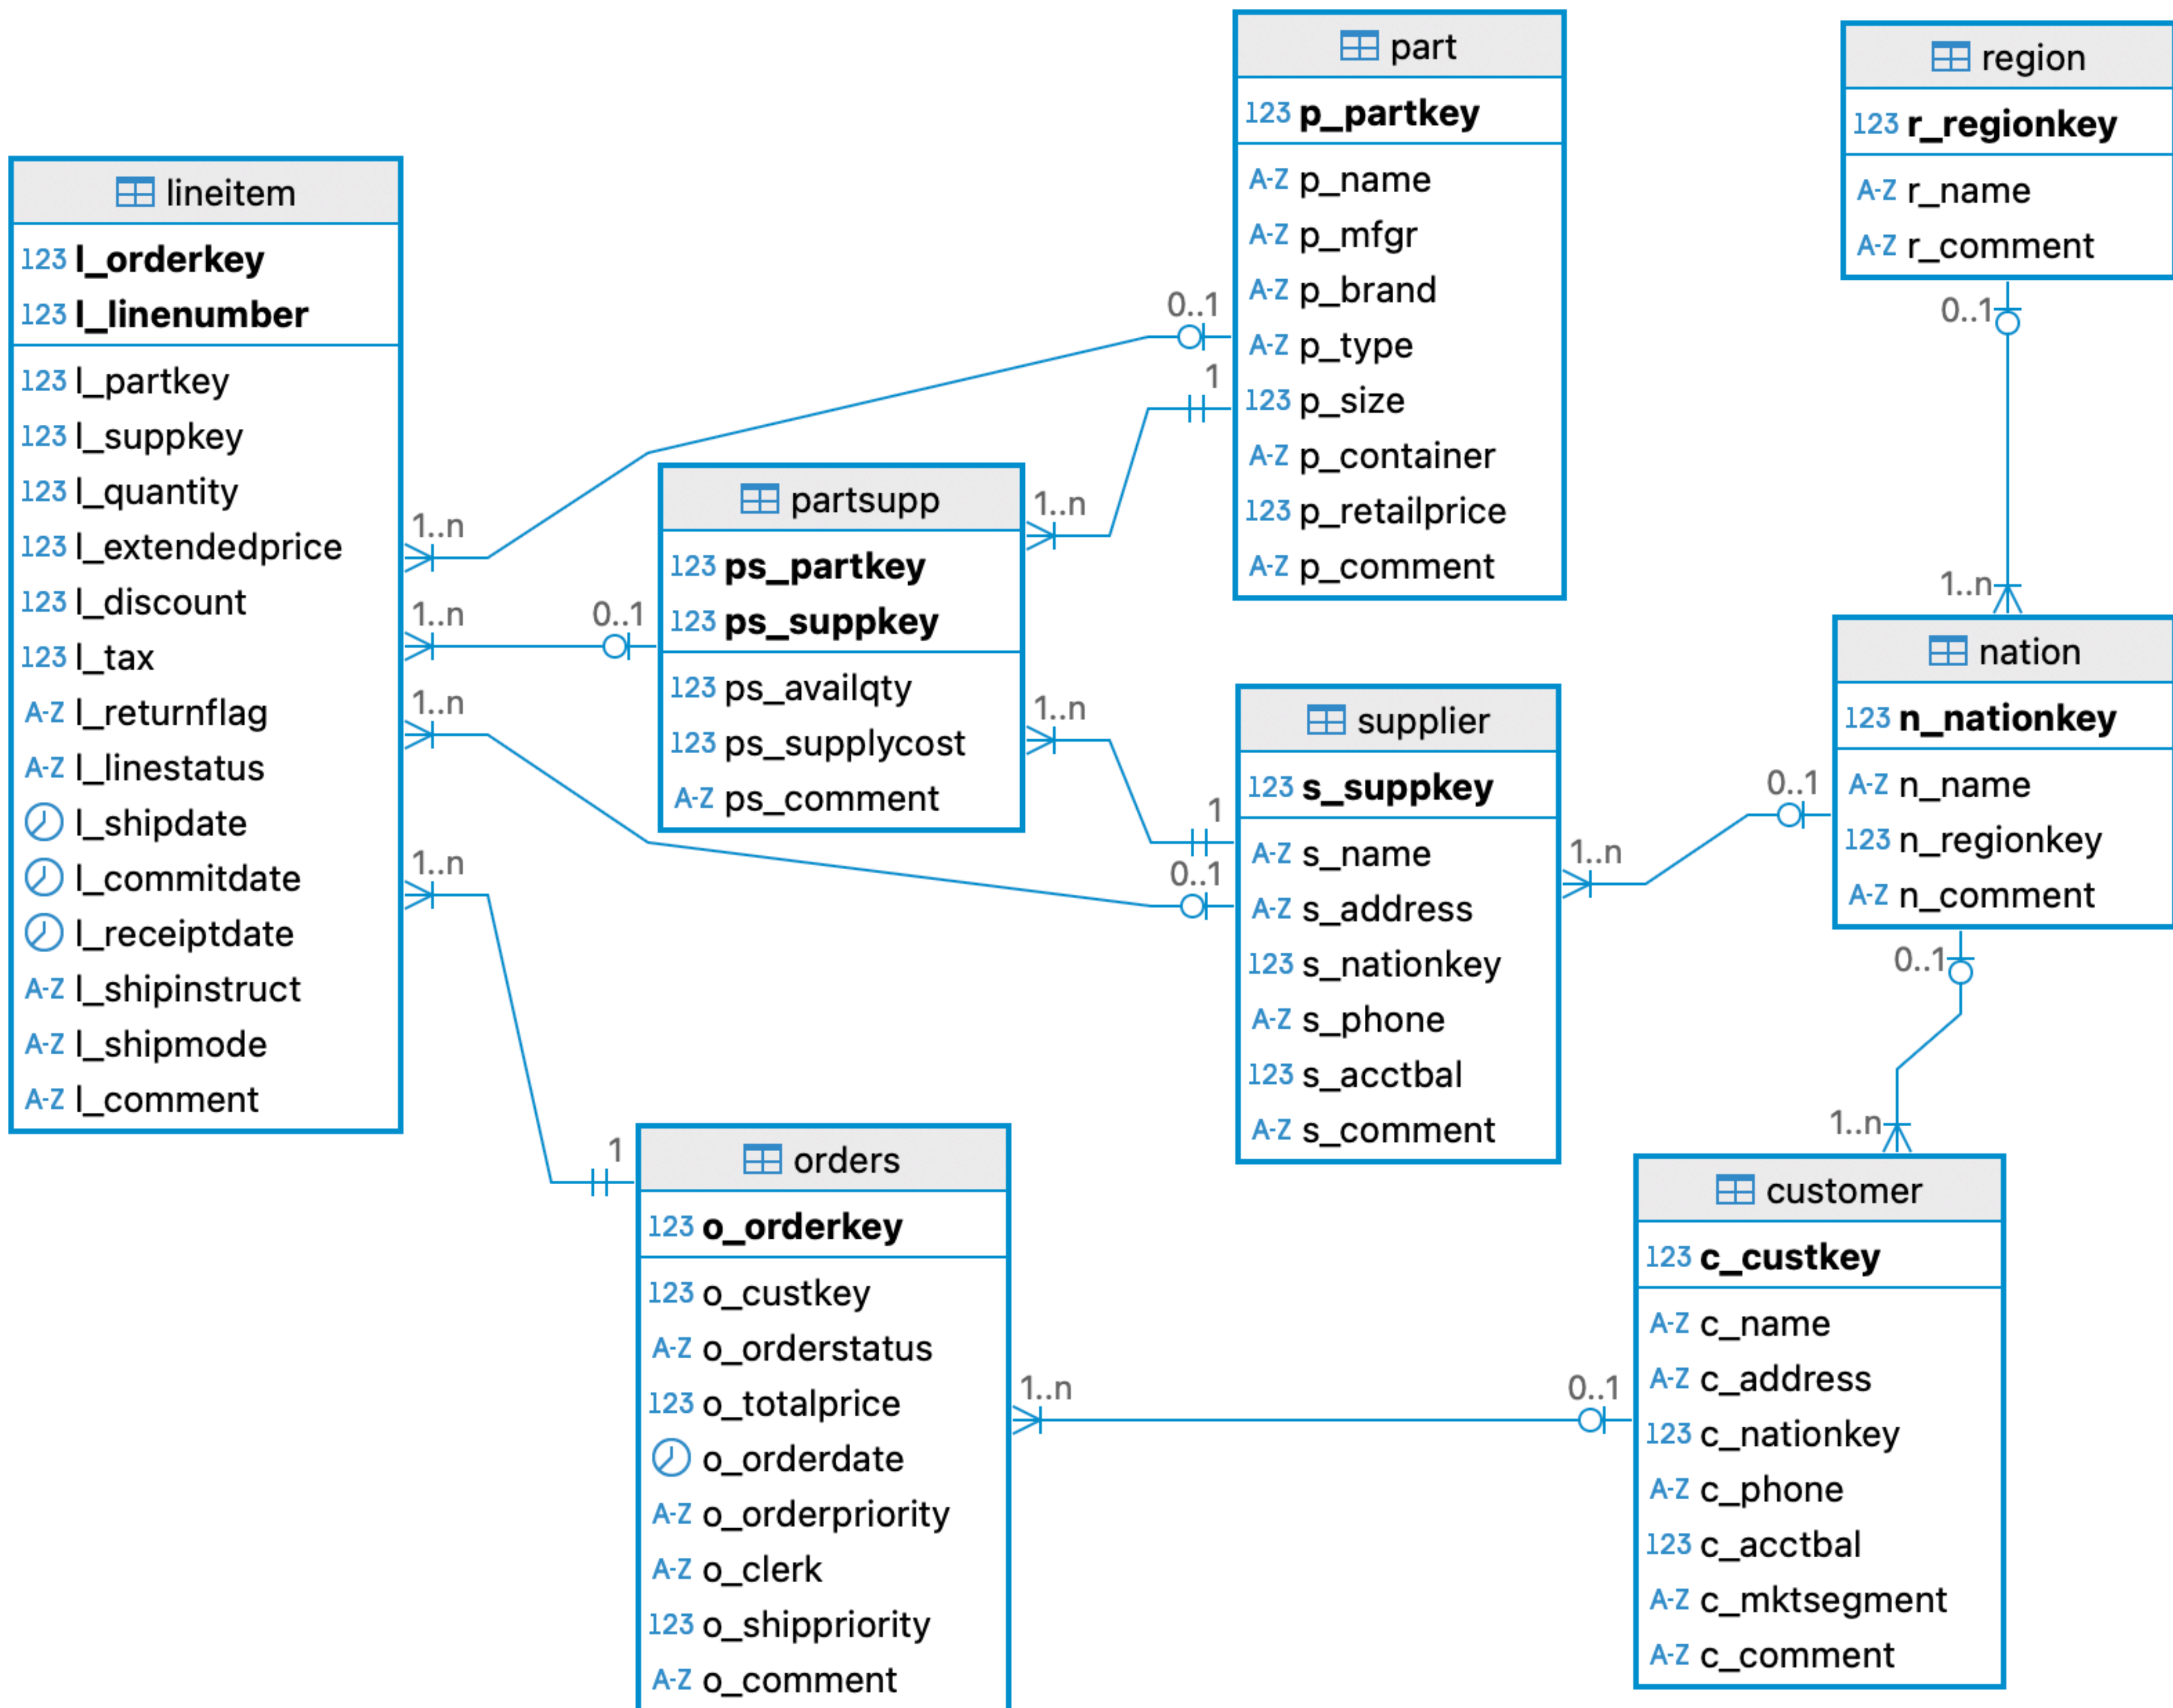 part
123 p_partkey
A-Z p_name
A-Z p_mfgr
A-Z p_brand
A-Z p_type
123 p_size
A-Z p_container
123 p_retailprice
A-Z p_comment
region
123 r_regionkey
A-Z r_name
A-Z r_comment
lineitem
123 l_orderkey
123 l_linenumber
123 l_partkey
123 l_suppkey
123 l_quantity
123 l_extendedprice
123 l_discount
123 l_tax
A-Z l_returnflag
A-Z l_linestatus
l_shipdate
l_commitdate
l_receiptdate
A-Z l_shipinstruct
A-Z l_shipmode
A-Z l_comment
0..1
1
1..n
1..n
1..n
0..1
1..n
1..n
1..n
1
partsupp
123 ps_partkey
123 ps_suppkey
123 ps_availqty
123 ps_supplycost
A-Z ps_comment
supplier
123 s_suppkey
A-Z s_name
A-Z s_address
123 s_nationkey
A-Z s_phone
123 s_acctbal
A-Z s_comment
1
0..1
1..n
0..1
0..1
1..n
nation
123 n_nationkey
A-Z n_name
123 n_regionkey
A-Z n_comment
0..1
1..n
orders
123 o_orderkey
123 o_custkey
A-Z o_orderstatus
123 o_totalprice
o_orderdate
A-Z o_orderpriority
A-Z o_clerk
123 o_shippriority
A-Z o_comment
1..n
0..1
customer
123 c_custkey
A-Z c_name
A-Z c_address
123 c_nationkey
A-Z c_phone
123 c_acctbal
A-Z c_mktsegment
A-Z c_comment